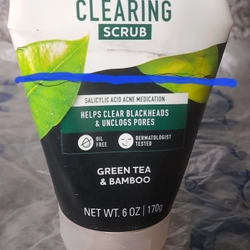 CLEARING
SCRUB
SALICYLIC ACID ACNE MEDICATION
HELPS CLEAR BLACKHEADS
& UNCLOGS PORES
OIL FREE
DERMATOLOGIST TESTED
GREEN TEA
& BAMBOO
NET WT. 6 OZ | 170g